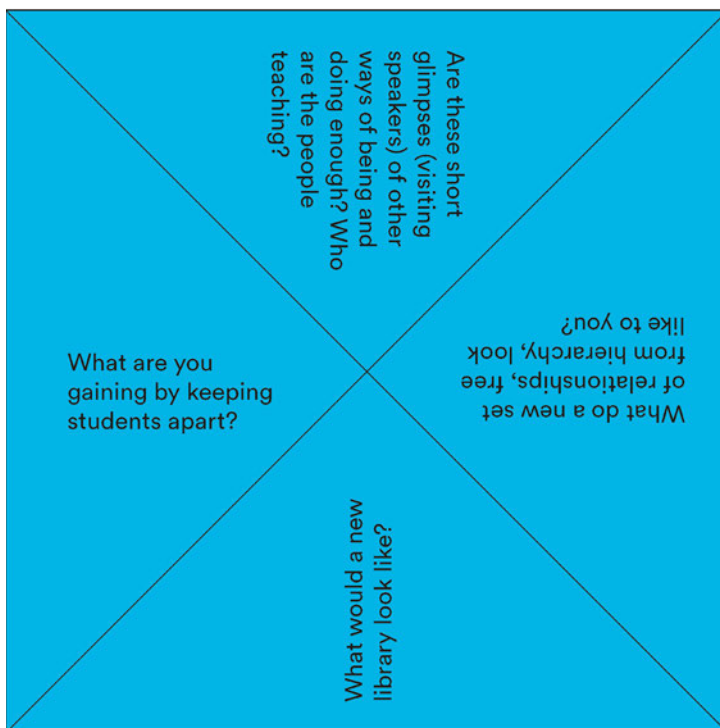 Are these short
glimpses (visiting
speakers) of other
ways of being and
doing enough? Who
are the people
teaching?
What are you
gaining by keeping
students apart?
What do a new set
of relationships, free
from hierarchy, look
like to you?
What would a new
library look like?